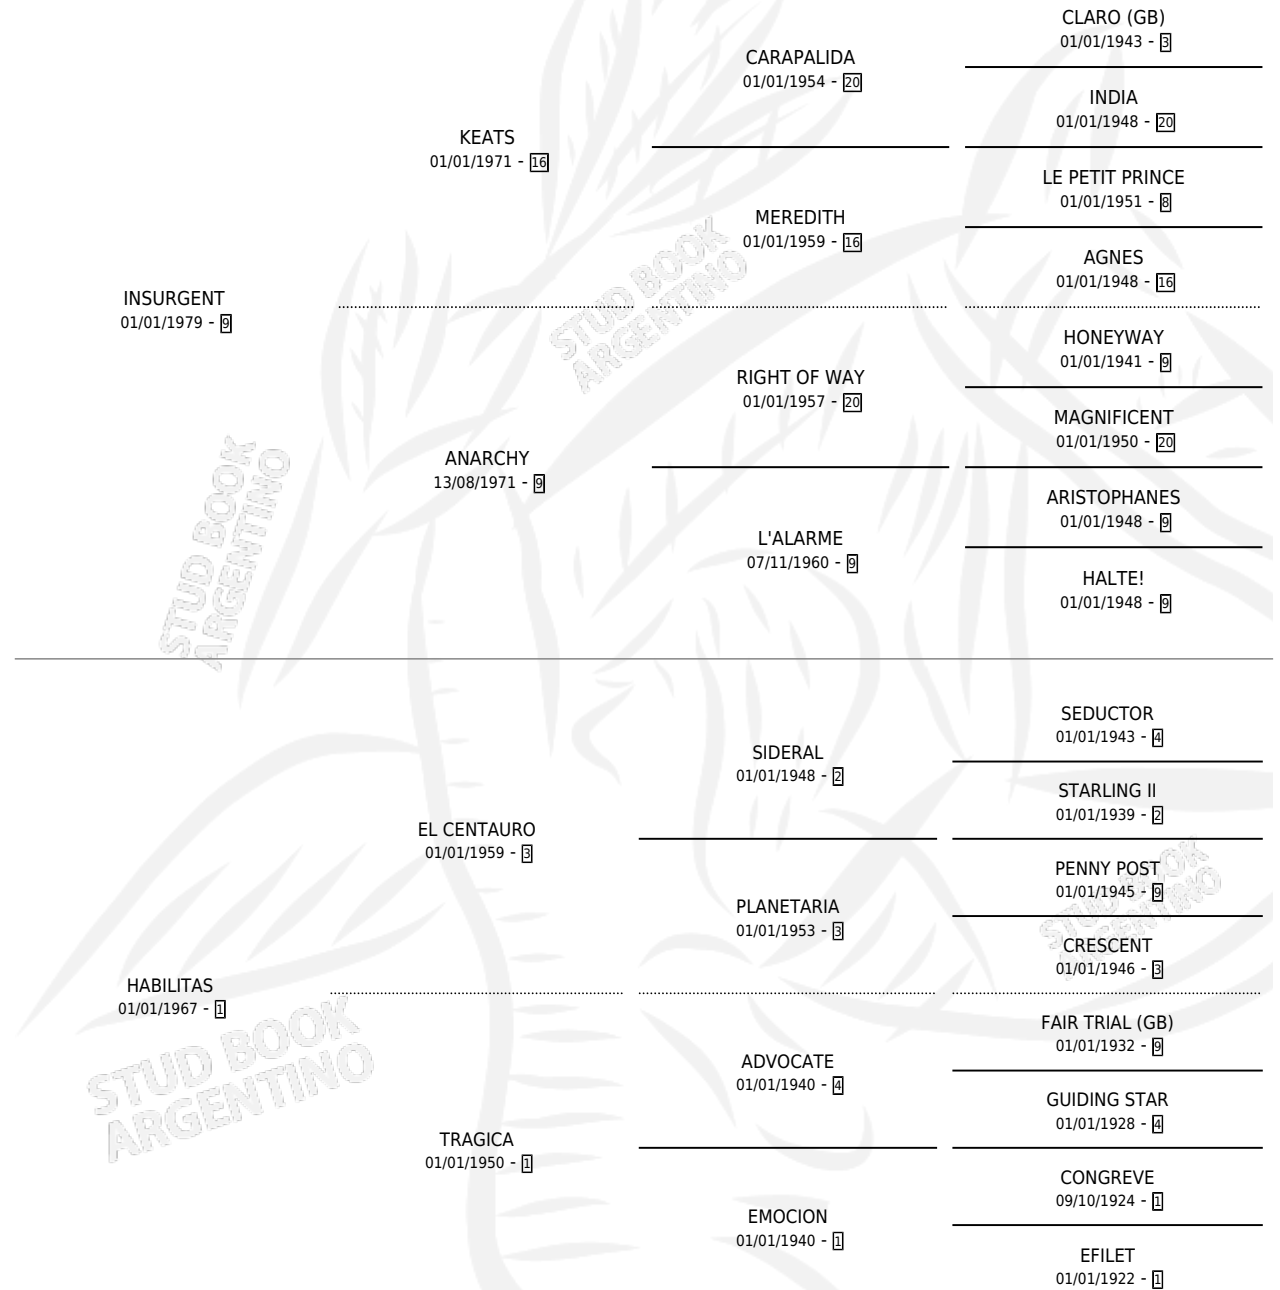 CLARO (GB)
01/01/1943 - 3
CARAPALIDA
01/01/1954 - 20
INDIA
01/01/1948 - 20
KEATS
01/01/1971 - 16
LE PETIT PRINCE
01/01/1951 - 8
MEREDITH
01/01/1959 - 16
AGNES
01/01/1948 - 16
INSURGENT
01/01/1979 - 9
HONEYWAY
01/01/1941 - 9
RIGHT OF WAY
01/01/1957 - 20
MAGNIFICENT
01/01/1950 - 20
ANARCHY
13/08/1971 - 9
ARISTOPHANES
01/01/1948 - 9
L'ALARME
07/11/1960 - 9
HALTE!
01/01/1948 - 9
SEDUCTOR
01/01/1943 - 4
SIDERAL
01/01/1948 - 2
STARLING II
01/01/1939 - 2
EL CENTAURO
01/01/1959 - 3
PENNY POST
01/01/1945 - 9
PLANETARIA
01/01/1953 - 3
CRESCENT
01/01/1946 - 3
HABILITAS
01/01/1967 - 1
FAIR TRIAL (GB)
01/01/1932 - 9
ADVOCATE
01/01/1940 - 4
GUIDING STAR
01/01/1928 - 4
TRAGICA
01/01/1950 - 1
CONGREVE
09/10/1924 - 1
EMOCION
01/01/1940 - 1
EFILET
01/01/1922 - 1
STUD BOOK
ARGENTINO
STUD BOOK
ARGENTINO
STUD BOOK
ARGENTINO
STUD BOOK
ARGENTINO